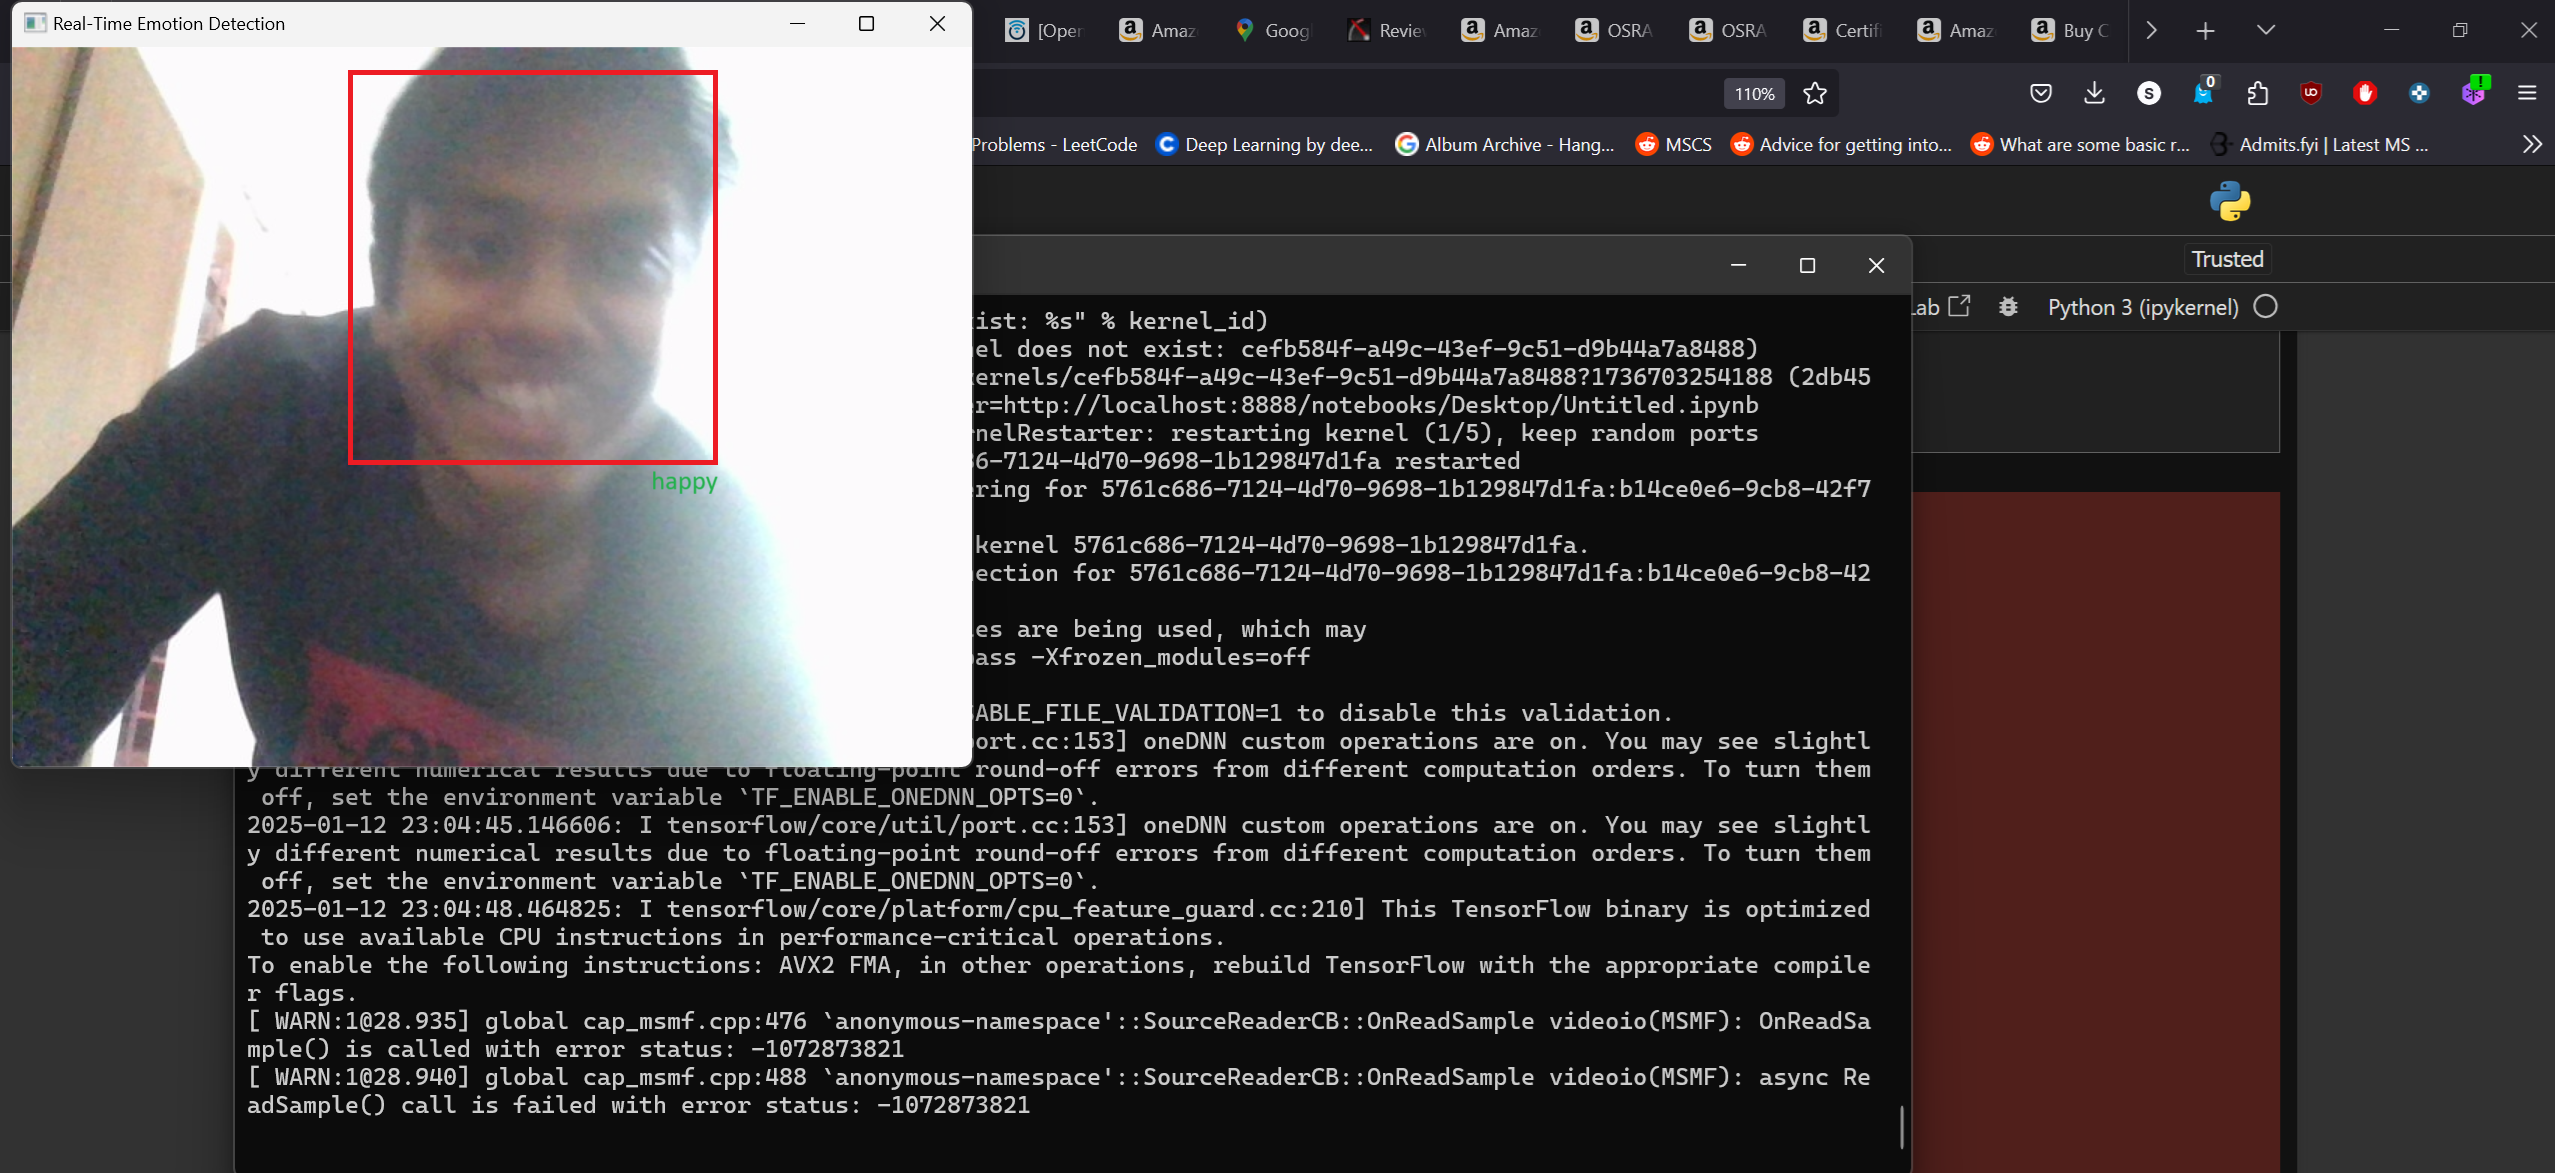 Real-Time Emotion Detection
[Oper
Amaz
Goog
Revie
Amaz
OSRA
OSRA
Certifi
Amaz
Buy C
110%
S
0
!
Problems - LeetCode
Deep Learning by dee...
Album Archive - Hang...
MSCS
Advice for getting into...
What are some basic r...
Admits.fyi | Latest MS ...
Trusted
Lab
Python 3 (ipykernel)
happy
ist: %s" % kernel_id)
el does not exist: cefb584f-a49c-43ef-9c51-d9b44a7a8488)
ernels/cefb584f-a49c-43ef-9c51-d9b44a7a8488?1736703254188 (2db45
r=http://localhost:8888/notebooks/Desktop/Untitled.ipynb
nelRestarter: restarting kernel (1/5), keep random ports
6-7124-4d70-9698-1b129847d1fa restarted
ring for 5761c686-7124-4d70-9698-1b129847d1fa:b14ce0e6-9cb8-42f7
kernel 5761c686-7124-4d70-9698-1b129847d1fa.
ection for 5761c686-7124-4d70-9698-1b129847d1fa:b14ce0e6-9cb8-42
es are being used, which may
pass -Xfrozen_modules=off
SABLE_FILE_VALIDATION=1 to disable this validation.
port.cc:153] oneDNN custom operations are on. You may see slightl
y different numerical results due to floating-point round-off errors from different computation orders. To turn them
off, set the environment variable `TF_ENABLE_ONEDNN_OPTS=0`.
2025-01-12 23:04:45.146606: I tensorflow/core/util/port.cc:153] oneDNN custom operations are on. You may see slightl
y different numerical results due to floating-point round-off errors from different computation orders. To turn them
off, set the environment variable `TF_ENABLE_ONEDNN_OPTS=0`.
2025-01-12 23:04:48.464825: I tensorflow/core/platform/cpu_feature_guard.cc:210] This TensorFlow binary is optimized
to use available CPU instructions in performance-critical operations.
To enable the following instructions: AVX2 FMA, in other operations, rebuild TensorFlow with the appropriate compile
r flags.
[ WARN:1@28.935] global cap_msmf.cpp:476 `anonymous-namespace'::SourceReaderCB::OnReadSample videoio(MSMF): OnReadSa
mple() is called with error status: -1072873821
[ WARN:1@28.940] global cap_msmf.cpp:488 `anonymous-namespace'::SourceReaderCB::OnReadSample videoio(MSMF): async Re
adSample() call is failed with error status: -1072873821